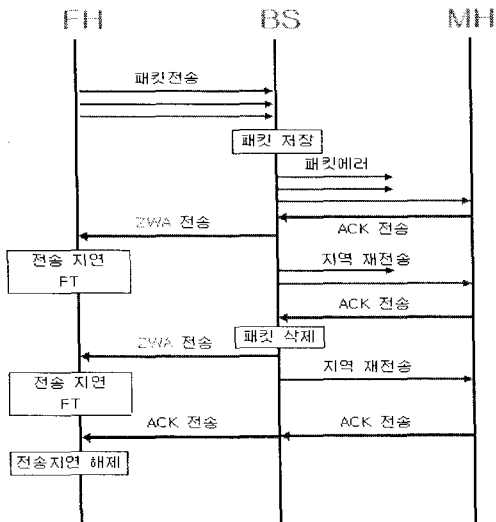 FH BS MH
패킷전송
패킷 저장
패킷에러
ZWA 전송
ACK 전송
전송 지연
FT
지역 재전송
ACK 전송
패킷 삭제
ZWA 전송
지역 재전송
전송 지연
FT
ACK 전송
ACK 전송
전송지연 해제